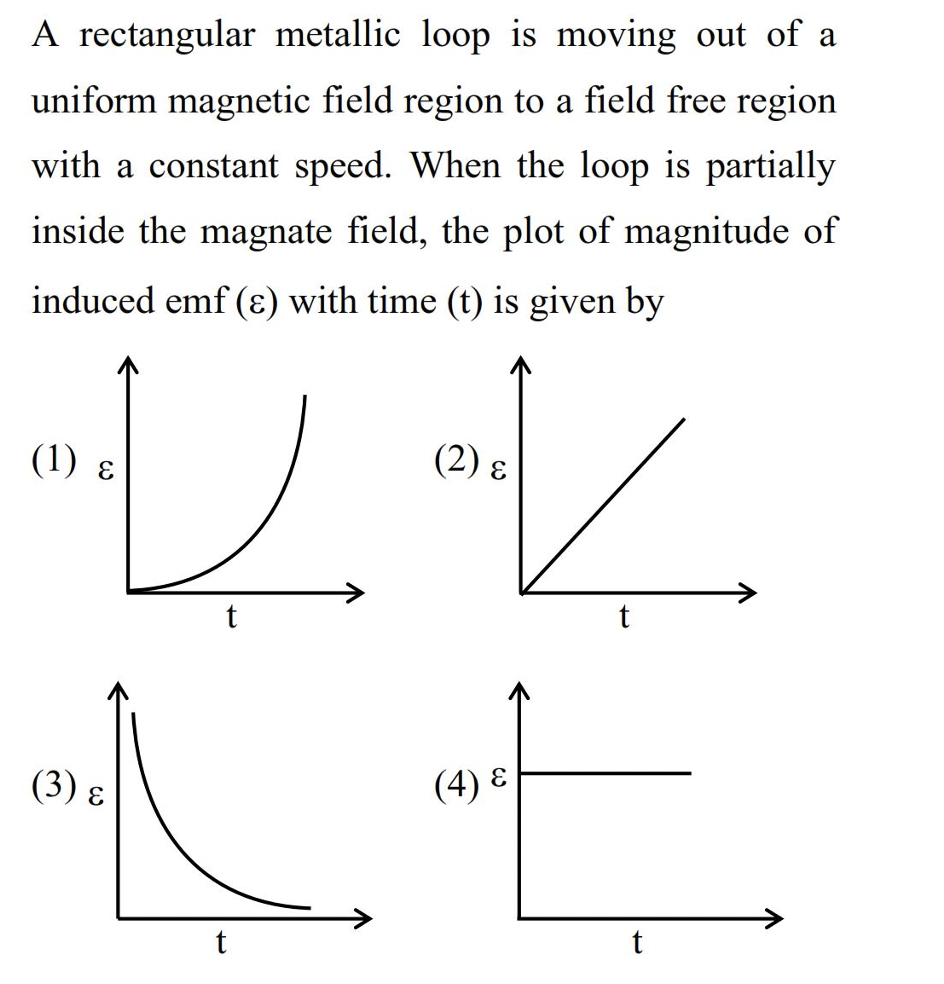 A rectangular metallic loop is moving out of a
uniform magnetic field region to a field free region
with a constant speed. When the loop is partially
inside the magnate field, the plot of magnitude of
induced emf (ε) with time (t) is given by
(1) ε
t
(2) ε
t
(3) ε
t
(4) ε
t